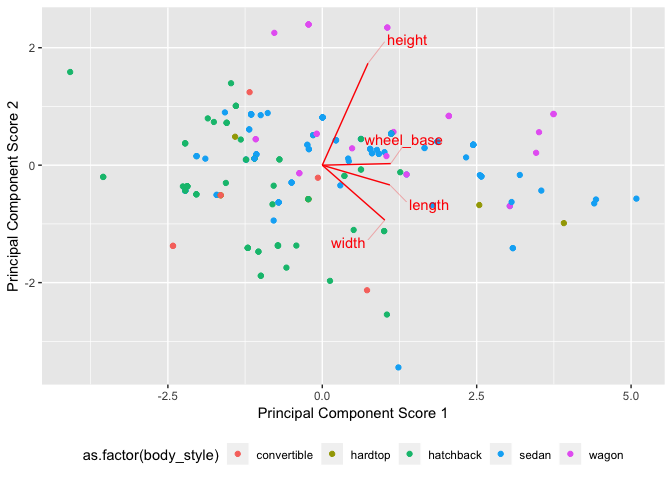 height
2
wheel_base
0
length
width
-2
Principal Component Score 2
-2.5 0.0 2.5 5.0
Principal Component Score 1
as.factor(body_style) convertible hardtop hatchback sedan wagon